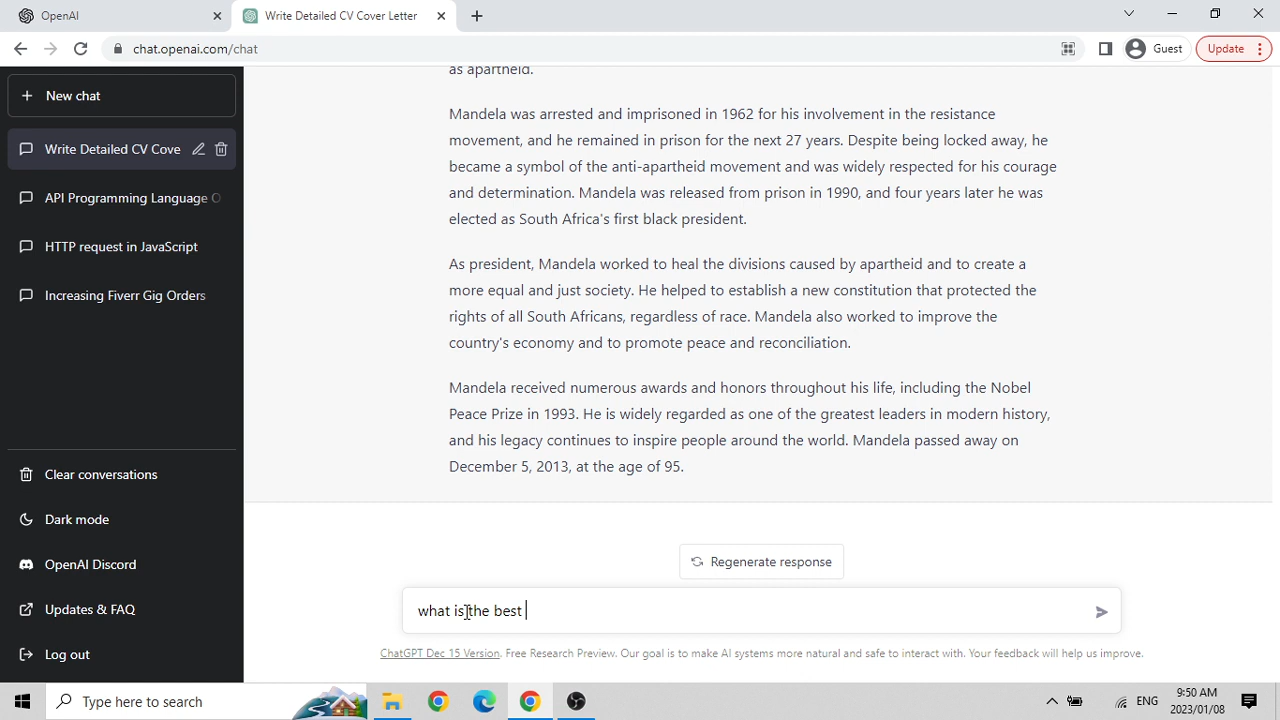 OpenAI
Write Detailed CV Cover Letter
chat.openai.com/chat
Guest
Update
New chat
Write Detailed CV Cove
API Programming Language O
HTTP request in JavaScript
Increasing Fiverr Gig Orders
Clear conversations
Dark mode
OpenAI Discord
Updates & FAQ
Log out
as apartheid.
Mandela was arrested and imprisoned in 1962 for his involvement in the resistance
movement, and he remained in prison for the next 27 years. Despite being locked away, he
became a symbol of the anti-apartheid movement and was widely respected for his courage
and determination. Mandela was released from prison in 1990, and four years later he was
elected as South Africa's first black president.
As president, Mandela worked to heal the divisions caused by apartheid and to create a
more equal and just society. He helped to establish a new constitution that protected the
rights of all South Africans, regardless of race. Mandela also worked to improve the
country's economy and to promote peace and reconciliation.
Mandela received numerous awards and honors throughout his life, including the Nobel
Peace Prize in 1993. He is widely regarded as one of the greatest leaders in modern history,
and his legacy continues to inspire people around the world. Mandela passed away on
December 5, 2013, at the age of 95.
Regenerate response
what is the best
ChatGPT Dec 15 Version. Free Research Preview. Our goal is to make AI systems more natural and safe to interact with. Your feedback will help us improve.
Type here to search
ENG
9:50 AM
2023/01/08